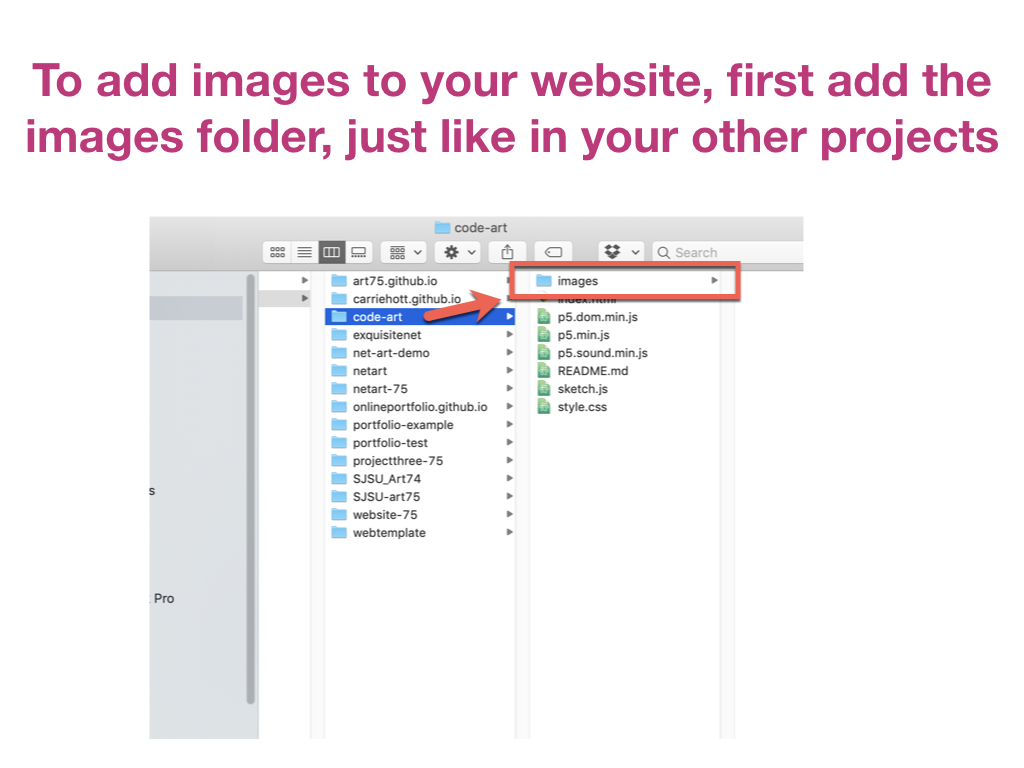 To add images to your website, first add the
images folder, just like in your other projects
code-art
Search
art75.github.io
carriehott.github.io
code-art
exquisitenet
net-art-demo
netart
netart-75
onlineportfolio.github.io
portfolio-example
portfolio-test
projectthree-75
SJSU_Art74
SJSU-art75
website-75
webtemplate
images
index.html
p5.dom.min.js
p5.min.js
p5.sound.min.js
README.md
sketch.js
style.css
s
Pro